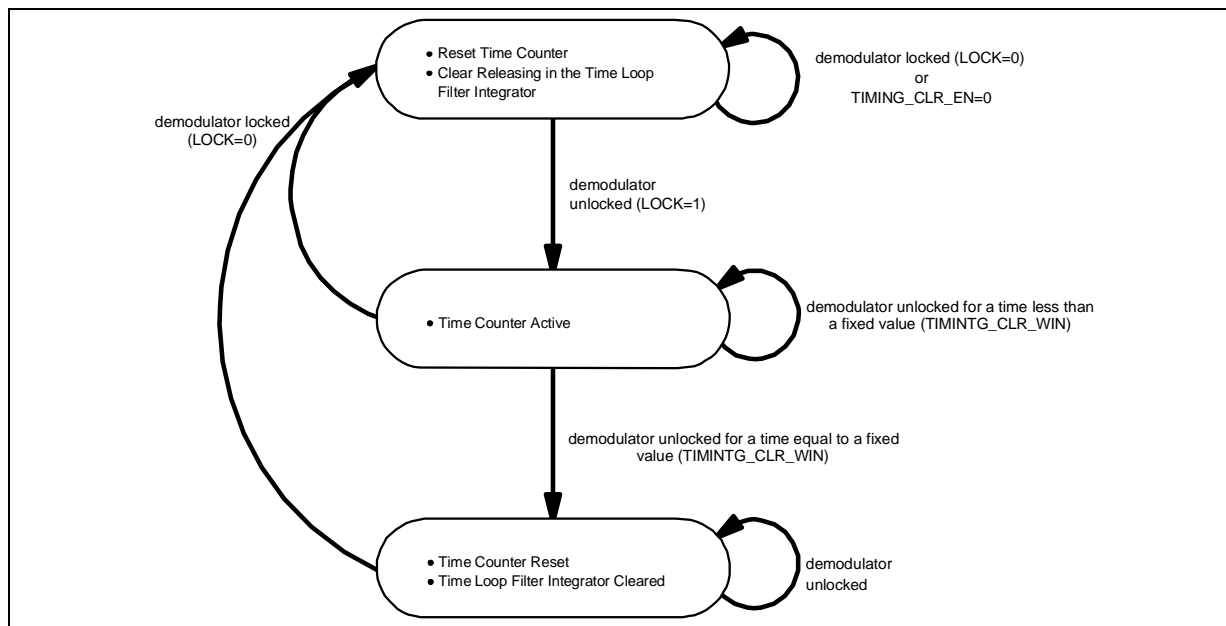 • Reset Time Counter
• Clear Releasing in the Time Loop
Filter Integrator
demodulator locked (LOCK=0)
or
TIMING_CLR_EN=0
demodulator locked
(LOCK=0)
demodulator
unlocked (LOCK=1)
• Time Counter Active
demodulator unlocked for a time less than
a fixed value (TIMINTG_CLR_WIN)
demodulator unlocked for a time equal to a fixed
value (TIMINTG_CLR_WIN)
• Time Counter Reset
• Time Loop Filter Integrator Cleared
demodulator
unlocked